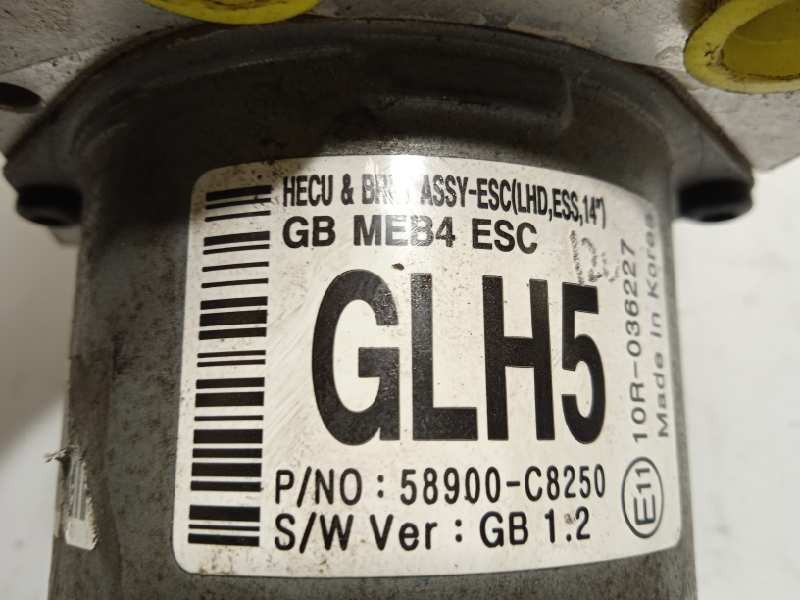 HECU & ASSY-ESC(LHD,ESS,14")
GB MEB4 ESC
GLH5
P/NO : 58900-C8250
S/W Ver : GB 1.2
E11
10R-036227
Made in Korea